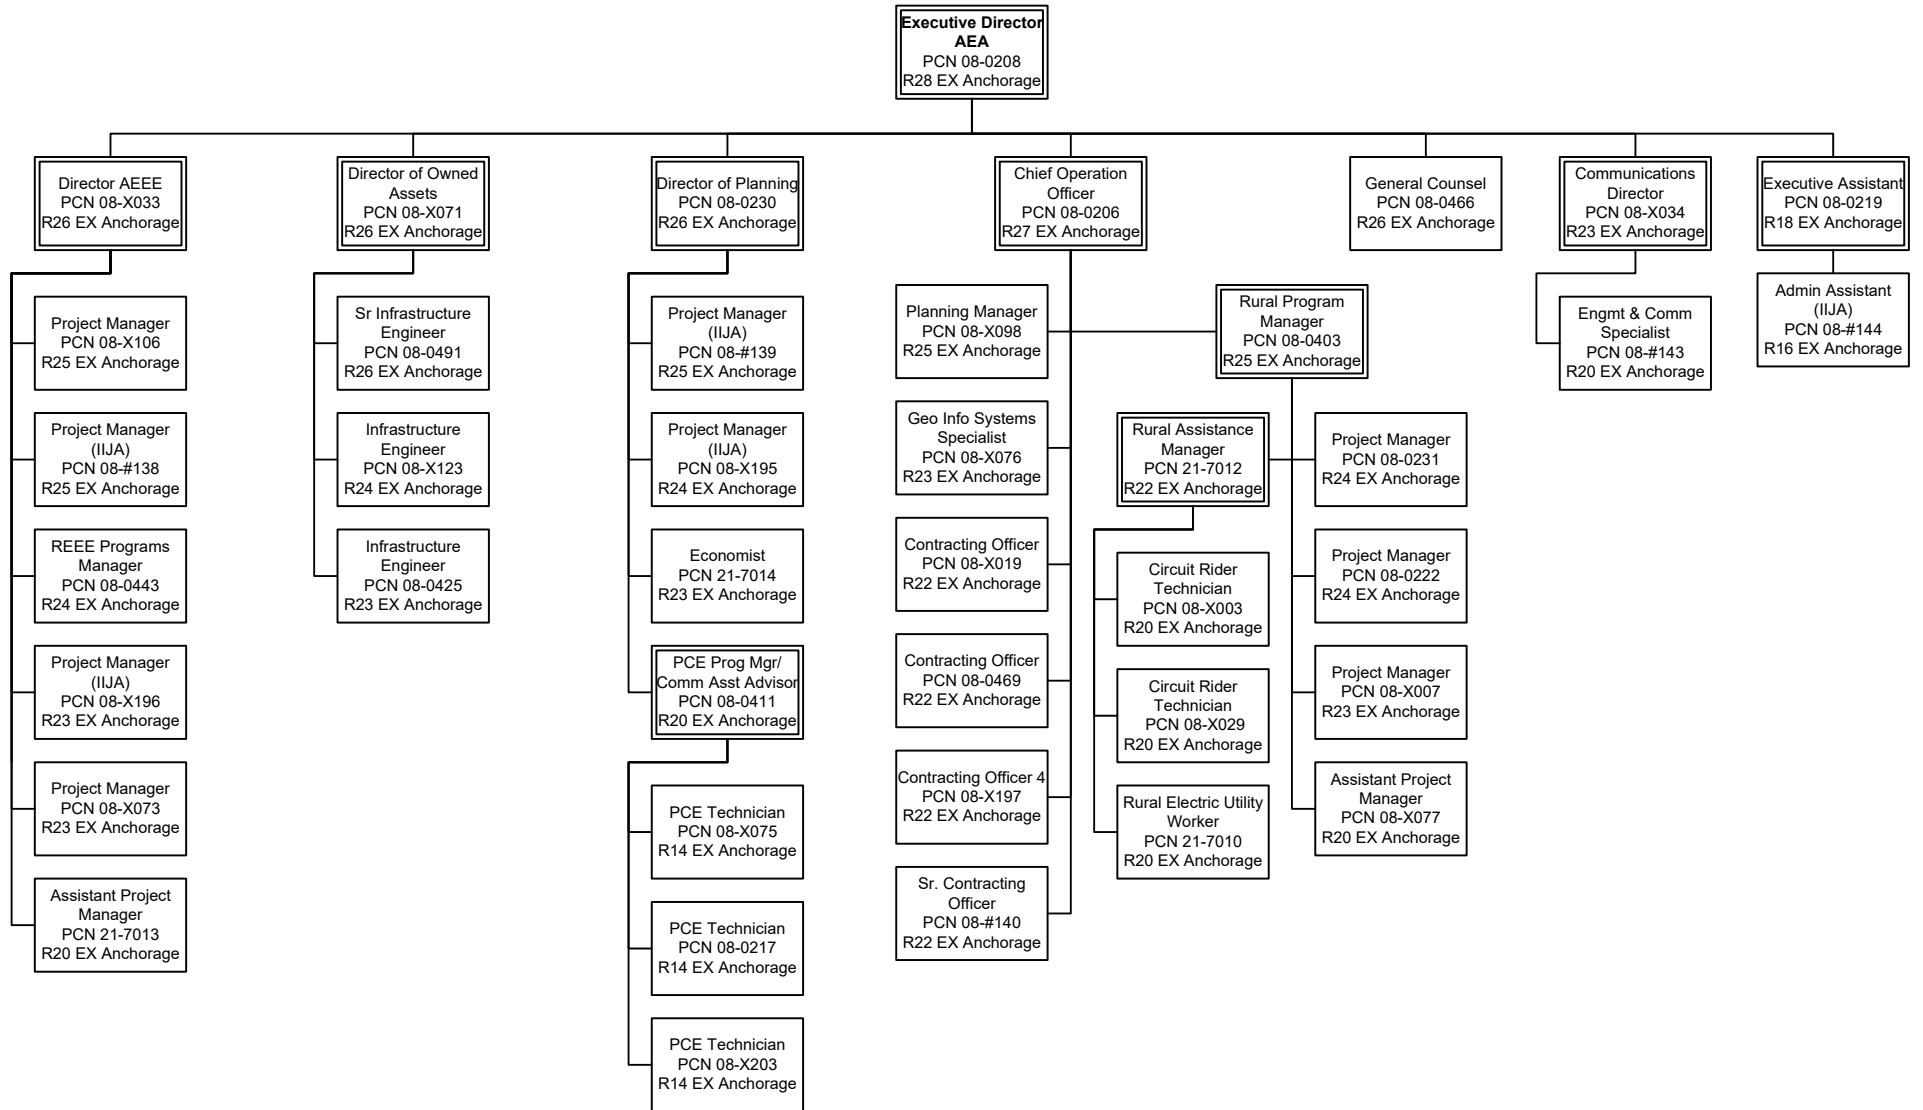 Executive Director
AEA
PCN 08-0208
R28 EX Anchorage
Director AEEE
PCN 08-X033
R26 EX Anchorage
Director of Owned
Assets
PCN 08-X071
R26 EX Anchorage
Director of Planning
PCN 08-0230
R26 EX Anchorage
Chief Operation
Officer
PCN 08-0206
R27 EX Anchorage
General Counsel
PCN 08-0466
R26 EX Anchorage
Communications
Director
PCN 08-X034
R23 EX Anchorage
Executive Assistant
PCN 08-0219
R18 EX Anchorage
Project Manager
PCN 08-X106
R25 EX Anchorage
Project Manager
(IIJA)
PCN 08-#138
R25 EX Anchorage
REEE Programs
Manager
PCN 08-0443
R24 EX Anchorage
Project Manager
(IIJA)
PCN 08-X196
R23 EX Anchorage
Project Manager
PCN 08-X073
R23 EX Anchorage
Assistant Project
Manager
PCN 21-7013
R20 EX Anchorage
Sr Infrastructure
Engineer
PCN 08-0491
R26 EX Anchorage
Infrastructure
Engineer
PCN 08-X123
R24 EX Anchorage
Infrastructure
Engineer
PCN 08-0425
R23 EX Anchorage
Project Manager
(IIJA)
PCN 08-#139
R25 EX Anchorage
Project Manager
(IIJA)
PCN 08-X195
R24 EX Anchorage
Economist
PCN 21-7014
R23 EX Anchorage
PCE Prog Mgr/
Comm Asst Advisor
PCN 08-0411
R20 EX Anchorage
PCE Technician
PCN 08-X075
R14 EX Anchorage
PCE Technician
PCN 08-0217
R14 EX Anchorage
PCE Technician
PCN 08-X203
R14 EX Anchorage
Planning Manager
PCN 08-X098
R25 EX Anchorage
Geo Info Systems
Specialist
PCN 08-X076
R23 EX Anchorage
Contracting Officer
PCN 08-X019
R22 EX Anchorage
Contracting Officer
PCN 08-0469
R22 EX Anchorage
Contracting Officer 4
PCN 08-X197
R22 EX Anchorage
Sr. Contracting
Officer
PCN 08-#140
R22 EX Anchorage
Rural Program
Manager
PCN 08-0403
R25 EX Anchorage
Rural Assistance
Manager
PCN 21-7012
R22 EX Anchorage
Circuit Rider
Technician
PCN 08-X003
R20 EX Anchorage
Circuit Rider
Technician
PCN 08-X029
R20 EX Anchorage
Rural Electric Utility
Worker
PCN 21-7010
R20 EX Anchorage
Project Manager
PCN 08-0231
R24 EX Anchorage
Project Manager
PCN 08-0222
R24 EX Anchorage
Project Manager
PCN 08-X007
R23 EX Anchorage
Assistant Project
Manager
PCN 08-X077
R20 EX Anchorage
Engmt & Comm
Specialist
PCN 08-#143
R20 EX Anchorage
Admin Assistant
(IIJA)
PCN 08-#144
R16 EX Anchorage